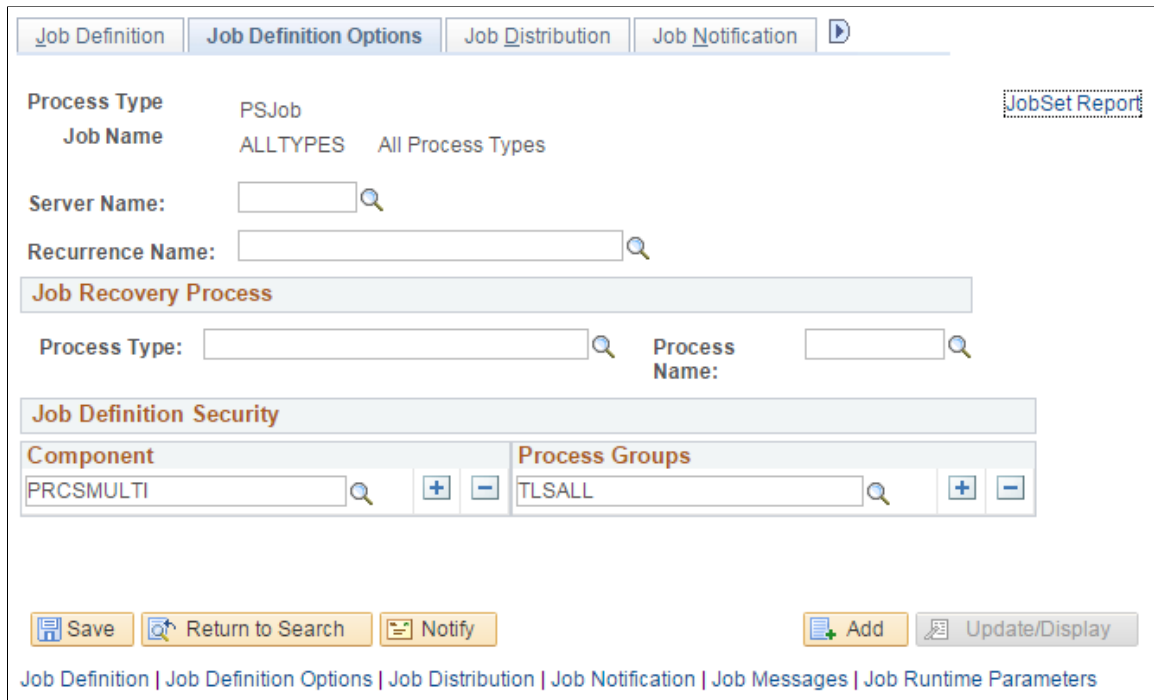 Job Definition Job Definition Options Job Distribution Job Notification
Process Type PSJob JobSet Report
Job Name ALLTYPES All Process Types
Server Name:
Recurrence Name:
Job Recovery Process
Process Type: Process Name:
Job Definition Security
Component Process Groups
PRCSMULTI TLSALL
Save Return to Search Notify Add Update/Display
Job Definition | Job Definition Options | Job Distribution | Job Notification | Job Messages | Job Runtime Parameters